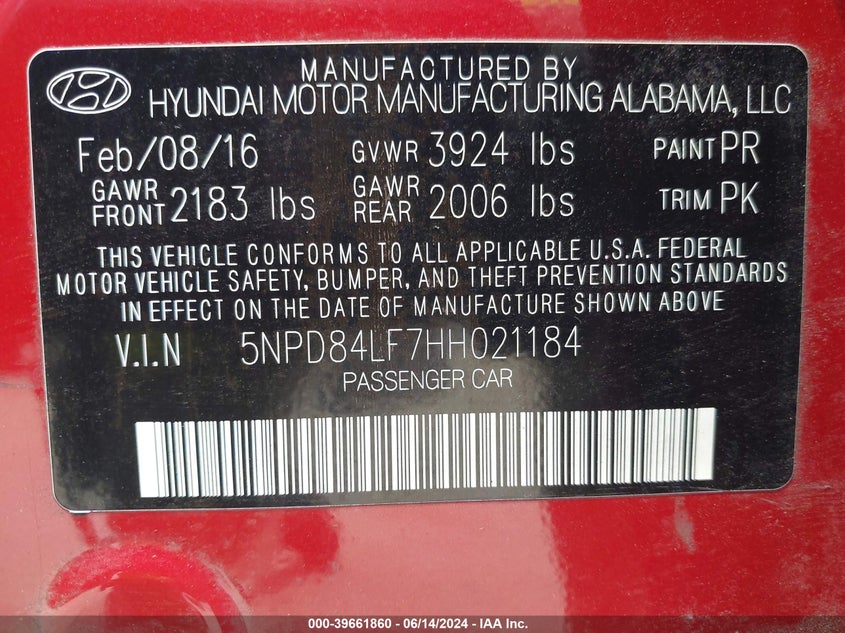 MANUFACTURED BY
HYUNDAI MOTOR MANUFACTURING ALABAMA, LLC
Feb/08/16 GVWR 3924 lbs PAINT PR
GAWR FRONT 2183 lbs GAWR REAR 2006 lbs TRIM PK
THIS VEHICLE CONFORMS TO ALL APPLICABLE U.S.A. FEDERAL
MOTOR VEHICLE SAFETY, BUMPER, AND THEFT PREVENTION STANDARDS
IN EFFECT ON THE DATE OF MANUFACTURE SHOWN ABOVE
V.I.N 5NPD84LF7HH021184
PASSENGER CAR
000-39661860 - 06/14/2024 - IAA Inc.